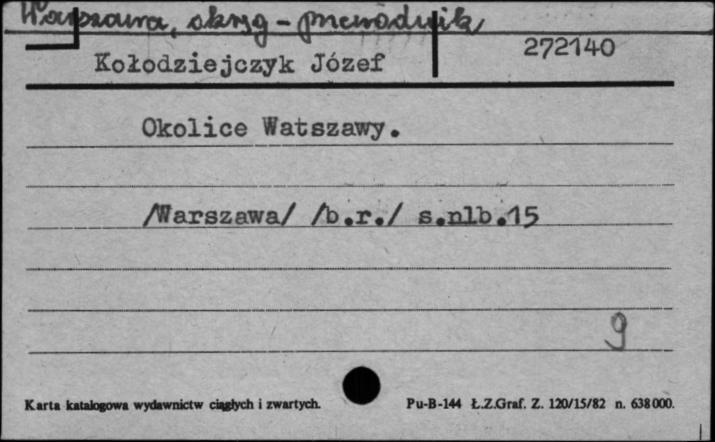 Warszawa, okręg - przewodnik
Kołodziejczyk Józef 272140
Okolice Watszawy.
/Warszawa/ /b.r./ s.nlb.15
9
Karta katalogowa wydawnictw ciągłych i zwartych. Pu-B-144 Ł.Z.Graf. Z. 120/15/82 n. 638000.